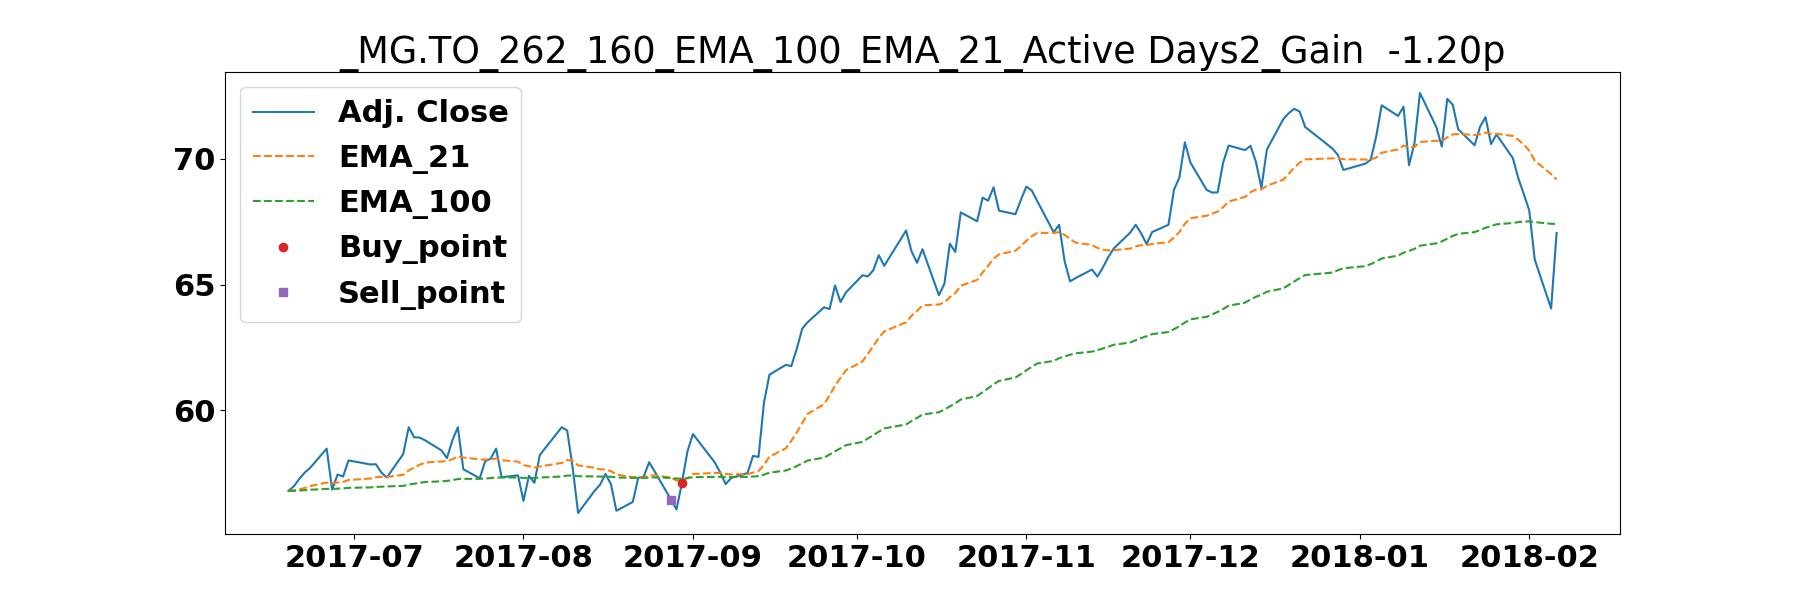 _MG.TO_262_160_EMA_100_EMA_21_Active Days2_Gain  -1.20p
Adj. Close
EMA_21
EMA_100
Buy_point
Sell_point
70
65
60
2017-07 2017-08 2017-09 2017-10 2017-11 2017-12 2018-01 2018-02